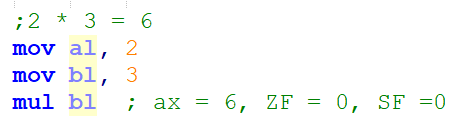 ;2 * 3 = 6
mov al, 2
mov bl, 3
mul bl  ; ax = 6, ZF = 0, SF =0